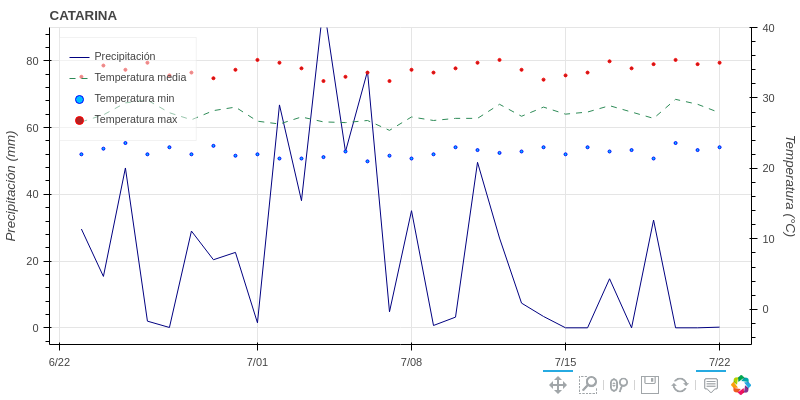 CATARINA
Precipitación
Temperatura média
Temperatura min
Temperatura max
Precipitación (mm)
80
60
40
20
0
40
30
20
10
0
Temperatura (°C)
6/22
7/01
7/08
7/15
7/22